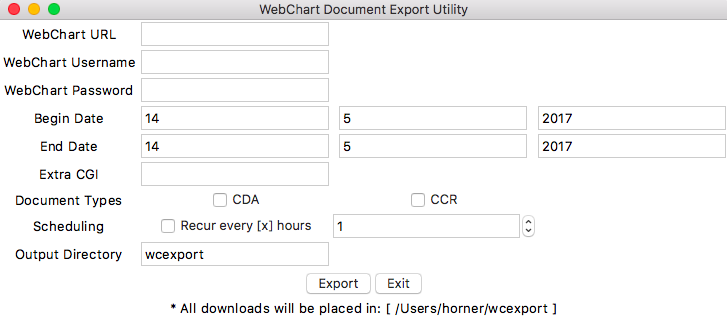 WebChart Document Export Utility
WebChart URL
WebChart Username
WebChart Password
Begin Date 14 5 2017
End Date 14 5 2017
Extra CGI
Document Types CDA CCR
Scheduling Recur every [x] hours 1
Output Directory wcexport
Export Exit
* All downloads will be placed in: [ /Users/horner/wcexport ]